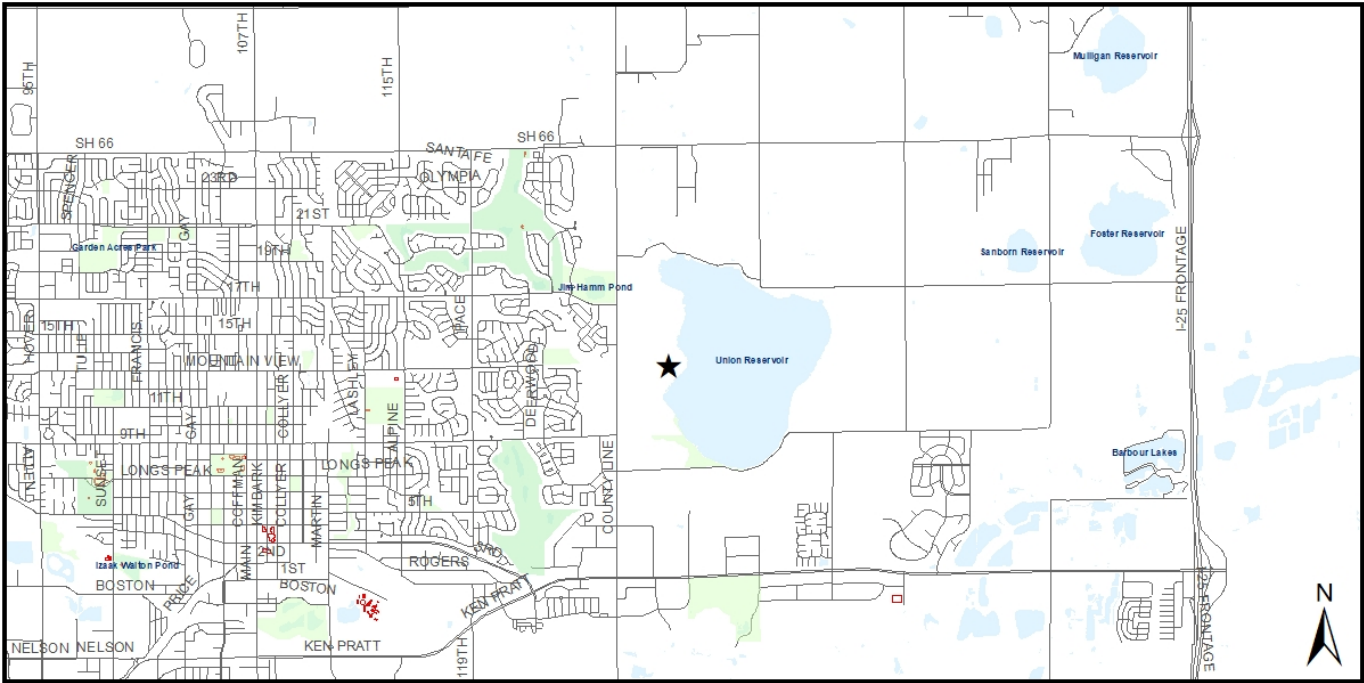 107TH
95TH
115TH
Mulligan Reservoir
SH 66
SH 66
SANTA FE
SPENCER
23RD
OLYMPIA
21ST
GAY
Garden Acres Park
19TH
Foster Reservoir
Sanborn Reservoir
I-25 FRONTAGE
17TH
Jim Hamm Pond
PACE
HOVER
15TH
TULIP
FRANCIS
15TH
MOUNTAIN VIEW
LASHLEY
DEERWOOD
Union Reservoir
11TH
COLLYER
ALPINE
9TH
GAY
COUNTY LINE
Barbour Lakes
SUNSET
LONGS PEAK
LONGS PEAK
COFFMAN
KIMBARK
COLLYER
MARTIN
GAY
5TH
MAIN
2ND
3RD
ROGERS
Izaak Walton Pond
1ST
BOSTON
BOSTON
PRICE
KEN PRATT
I-25 FRONTAGE
N
NELSON
NELSON
KEN PRATT
119TH